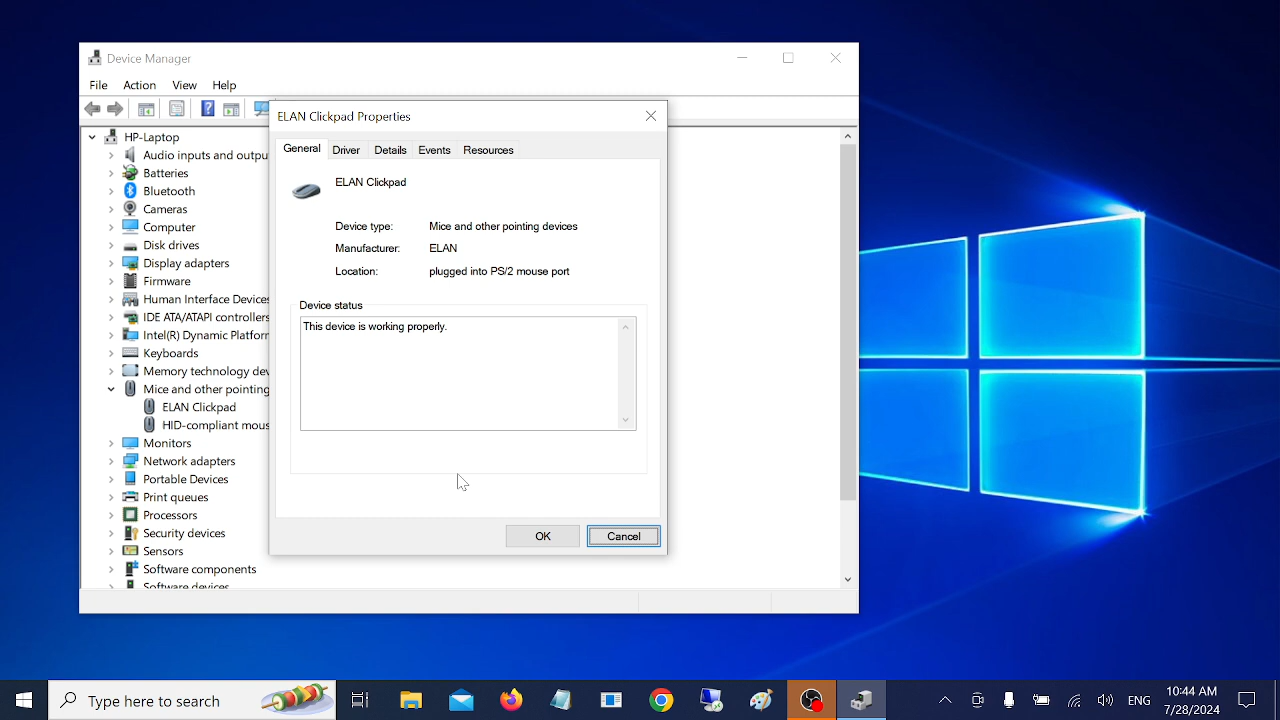 Device Manager
File Action View Help
ELAN Clickpad Properties
General Driver Details Events Resources
ELAN Clickpad
Device type: Mice and other pointing devices
Manufacturer: ELAN
Location: plugged into PS/2 mouse port
Device status
This device is working properly.
OK Cancel
HP-Laptop
Audio inputs and outpu
Batteries
Bluetooth
Cameras
Computer
Disk drives
Display adapters
Firmware
Human Interface Devices
IDE ATA/ATAPI controllers
Intel(R) Dynamic Platforr
Keyboards
Memory technology dev
Mice and other pointing
ELAN Clickpad
HID-compliant mous
Monitors
Network adapters
Portable Devices
Print queues
Processors
Security devices
Sensors
Software components
Software devices
Type here to search
ENG
10:44 AM
7/28/2024